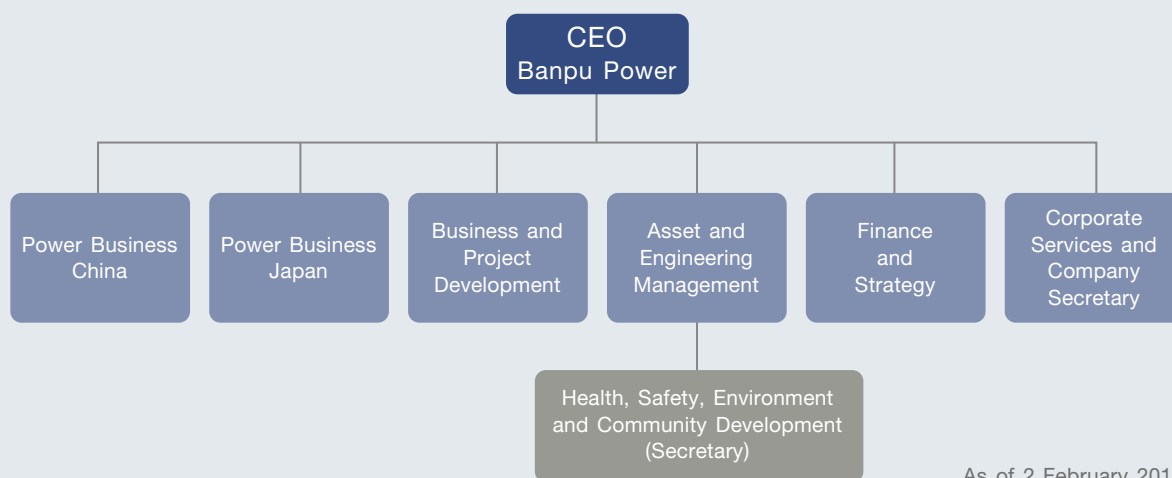 CEO
Banpu Power
Power Business
China
Power Business
Japan
Business and
Project
Development
Asset and
Engineering
Management
Finance
and
Strategy
Corporate
Services and
Company
Secretary
Health, Safety, Environment
and Community Development
(Secretary)
As of 2 February